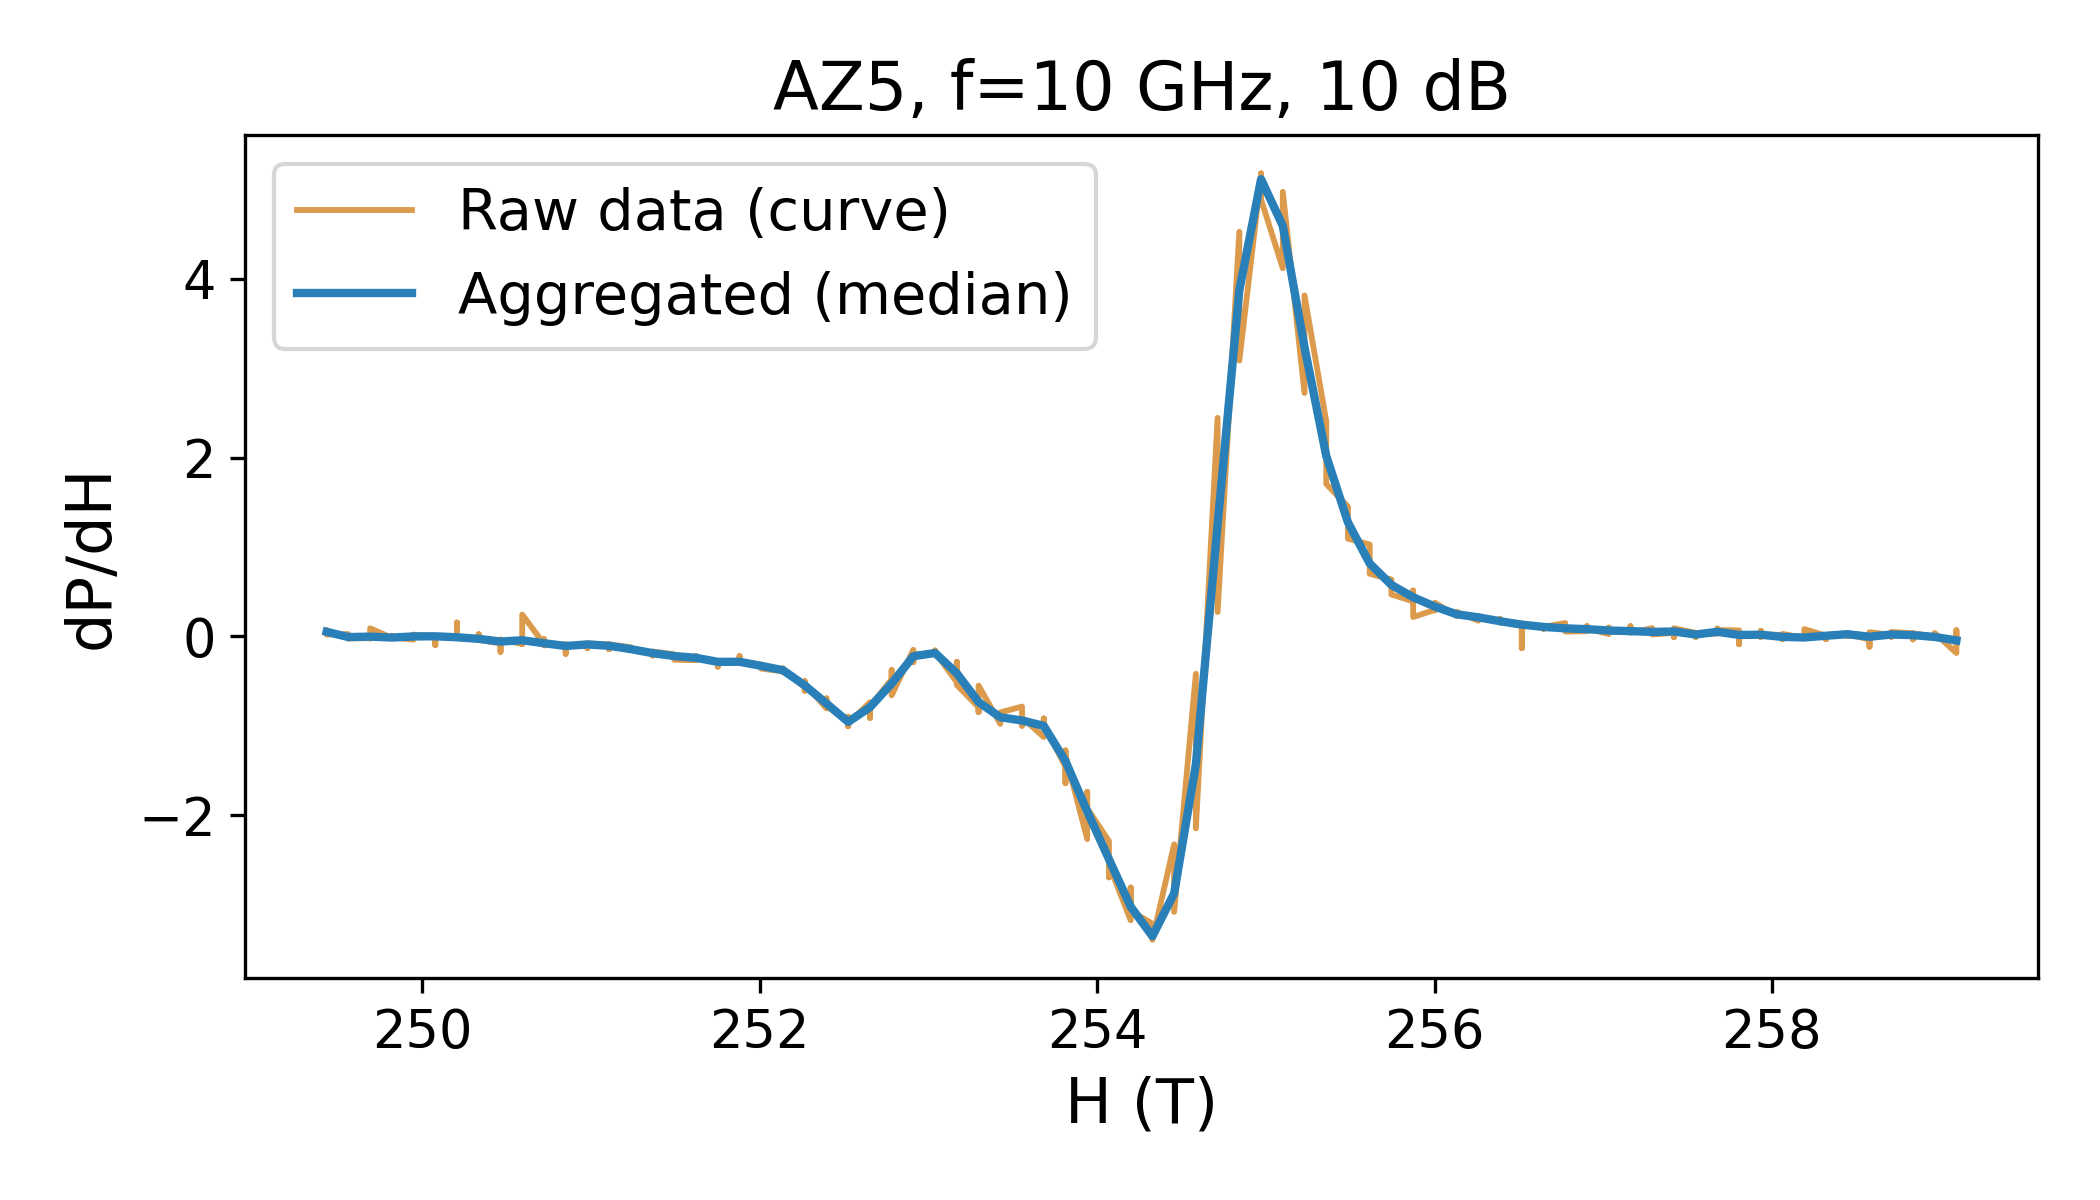 AZ5, f=10 GHz, 10 dB
Raw data (curve)
Aggregated (median)
dP/dH
4
2
0
−2
250 252 254 256 258
H (T)